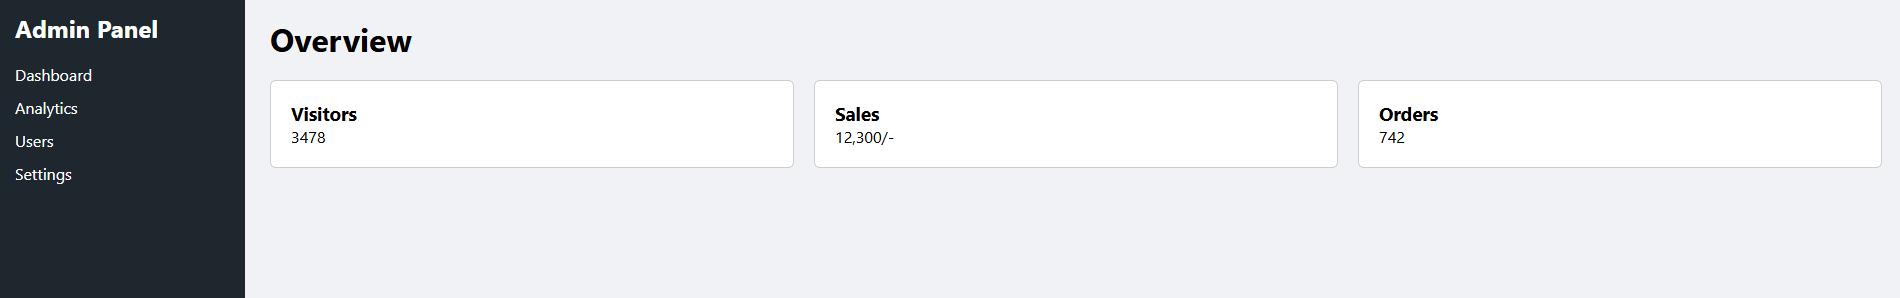 Admin Panel
Dashboard
Analytics
Users
Settings
Overview
Visitors
3478
Sales
12,300/-
Orders
742